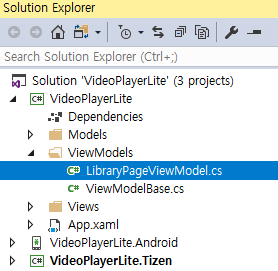 Solution Explorer
Search Solution Explorer (Ctrl+;)
Solution 'VideoPlayerLite' (3 projects)
C# VideoPlayerLite
Dependencies
Models
ViewModels
C# LibraryPageViewModel.cs
C# ViewModelBase.cs
Views
App.xaml
VideoPlayerLite.Android
C# VideoPlayerLite.Tizen